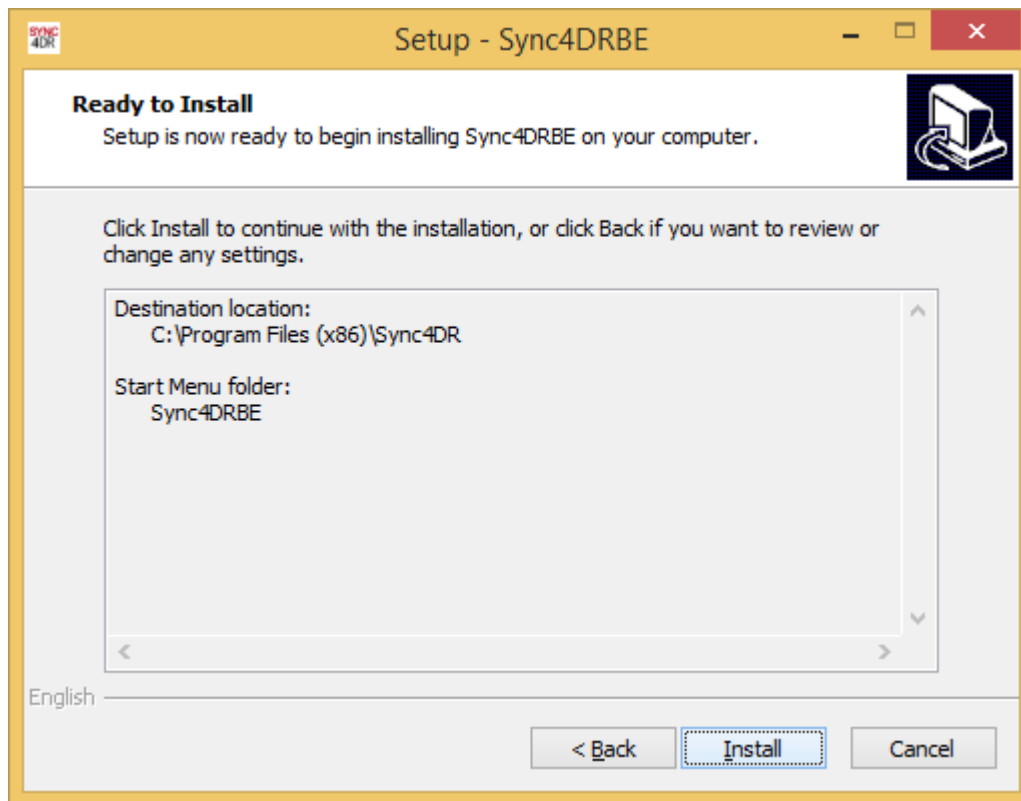 SYNC
4DR
Setup - Sync4DRBE
Ready to Install
Setup is now ready to begin installing Sync4DRBE on your computer.
Click Install to continue with the installation, or click Back if you want to review or
change any settings.
Destination location:
C:\Program Files (x86)\Sync4DR
Start Menu folder:
Sync4DRBE
English
< Back
Install
Cancel